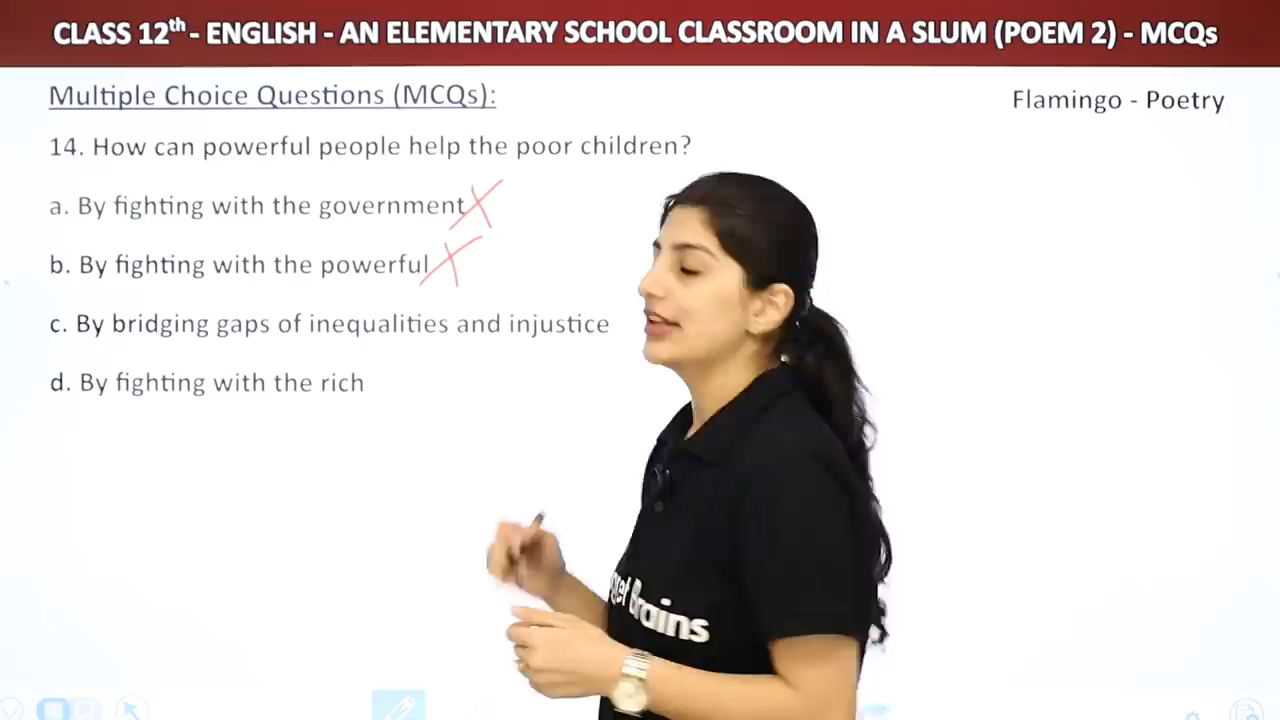 CLASS 12th - ENGLISH - AN ELEMENTARY SCHOOL CLASSROOM IN A SLUM (POEM 2) - MCQs
Multiple Choice Questions (MCQs):
Flamingo - Poetry
14. How can powerful people help the poor children?
a. By fighting with the government
b. By fighting with the powerful
c. By bridging gaps of inequalities and injustice
d. By fighting with the rich
Brains